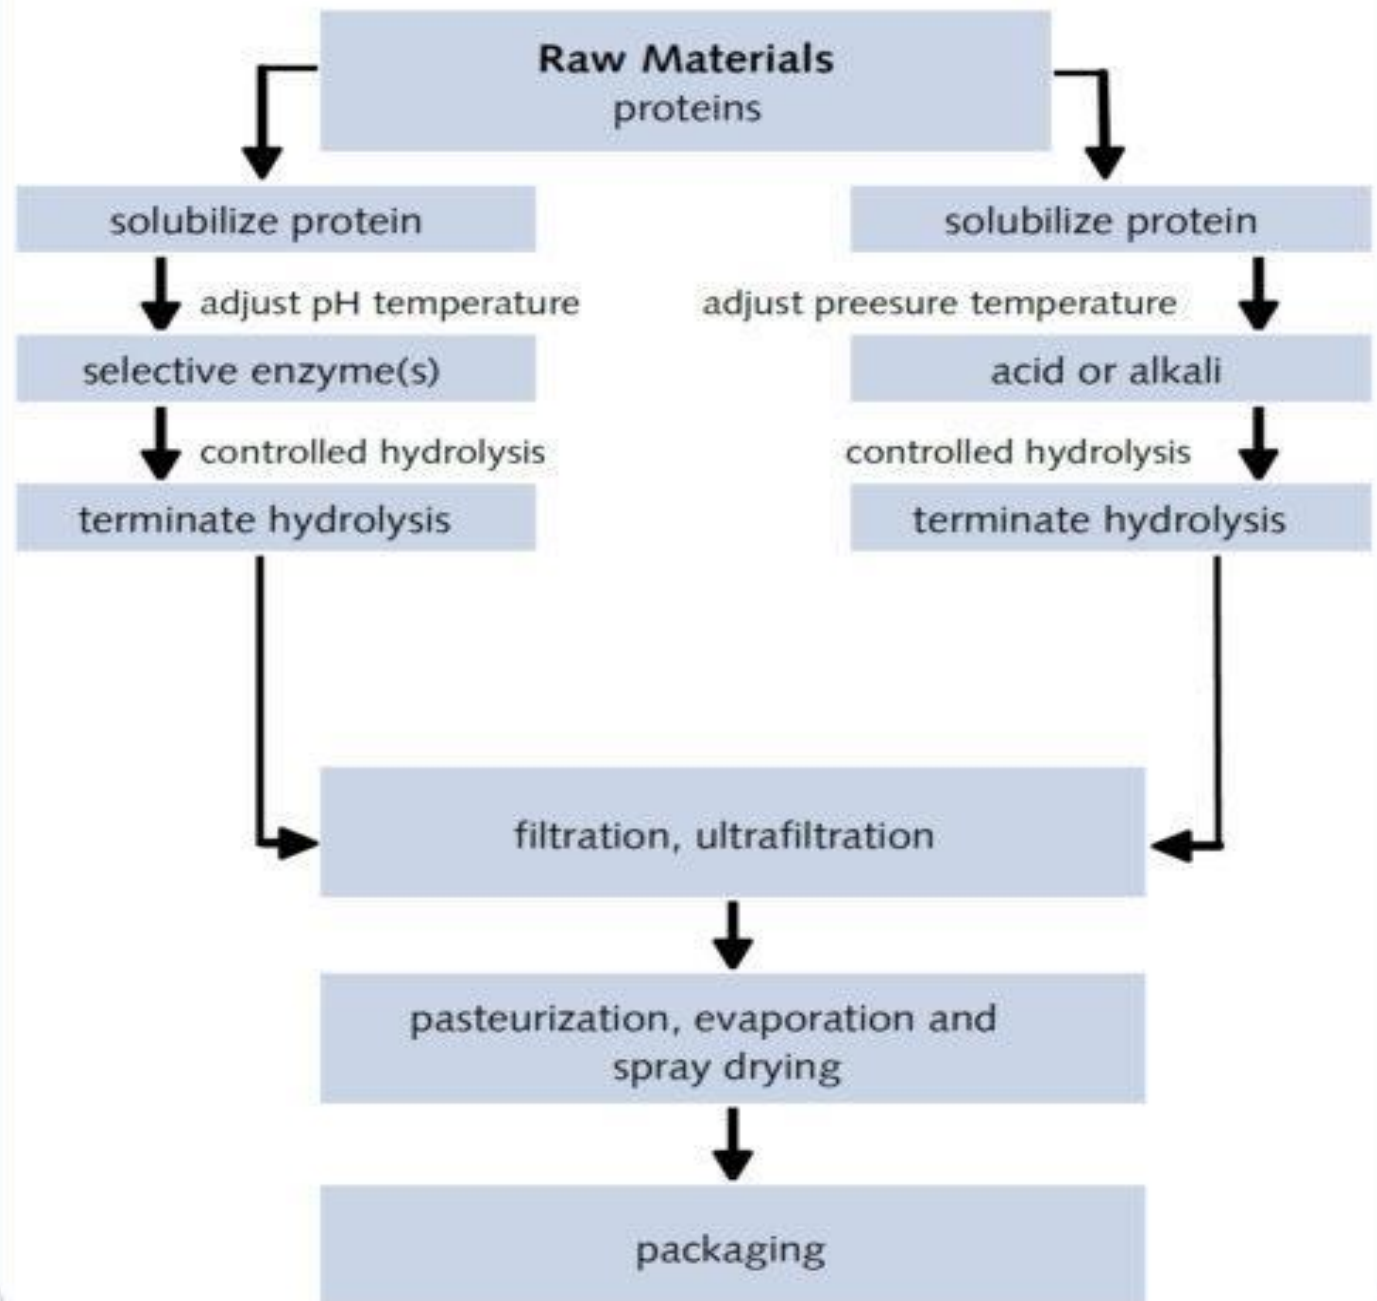 Raw Materials
proteins
solubilize protein
solubilize protein
adjust pH temperature
adjust preesure temperature
selective enzyme(s)
acid or alkali
controlled hydrolysis
controlled hydrolysis
terminate hydrolysis
terminate hydrolysis
filtration, ultrafiltration
pasteurization, evaporation and
spray drying
packaging